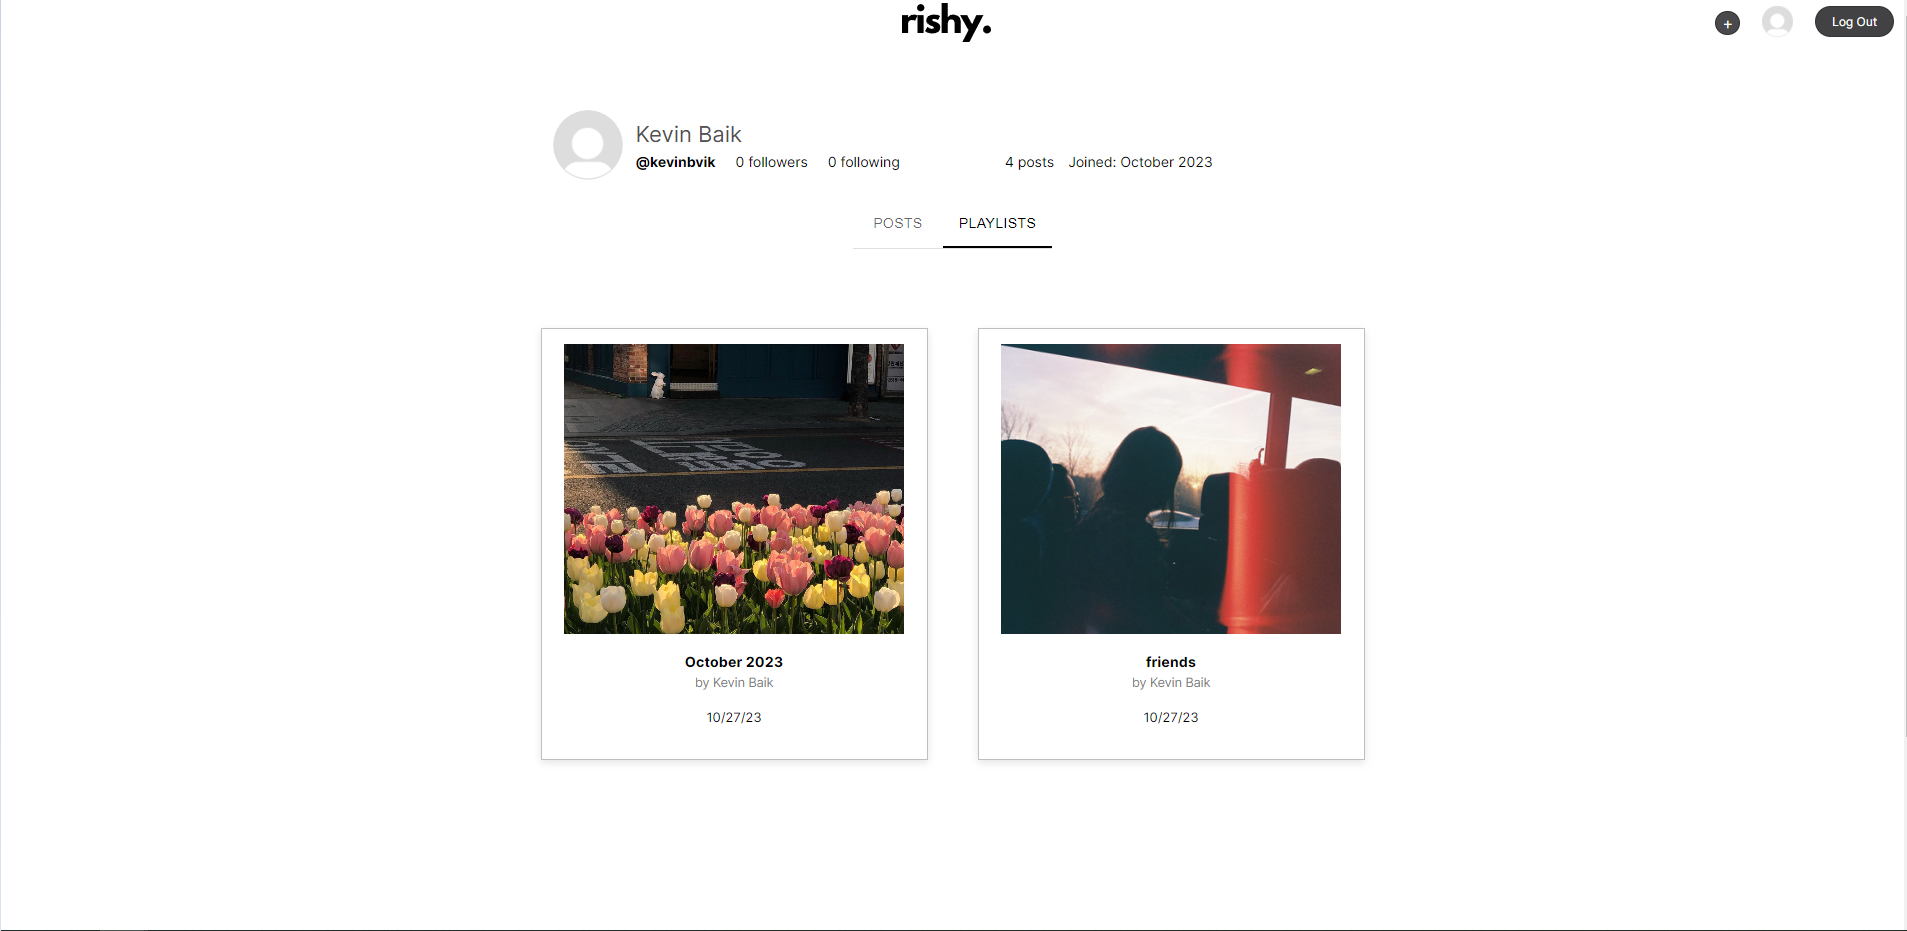 rishy.
+
Log Out
Kevin Baik
@kevinbvik 0 followers 0 following 4 posts Joined: October 2023
POSTS PLAYLISTS
October 2023
by Kevin Baik
10/27/23
friends
by Kevin Baik
10/27/23